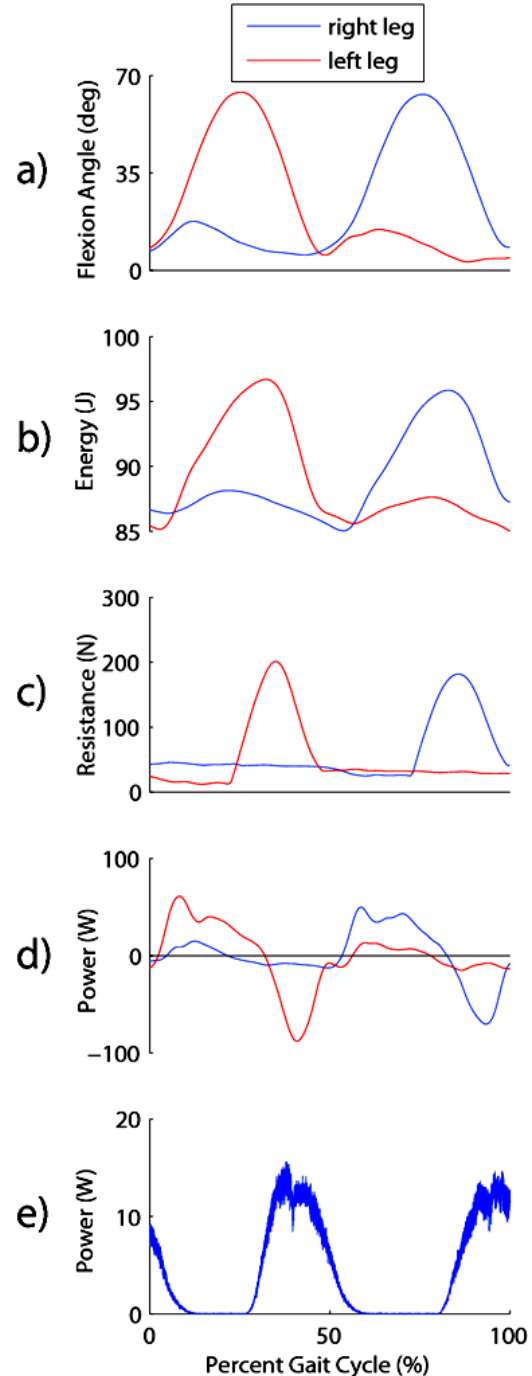 right leg
left leg
a)
Flexion Angle (deg)
70
35
0
b)
Energy (J)
100
95
90
85
c)
Resistance (N)
300
200
100
0
d)
Power (W)
100
0
−100
e)
Power (W)
20
10
0
0 50 100
Percent Gait Cycle (%)